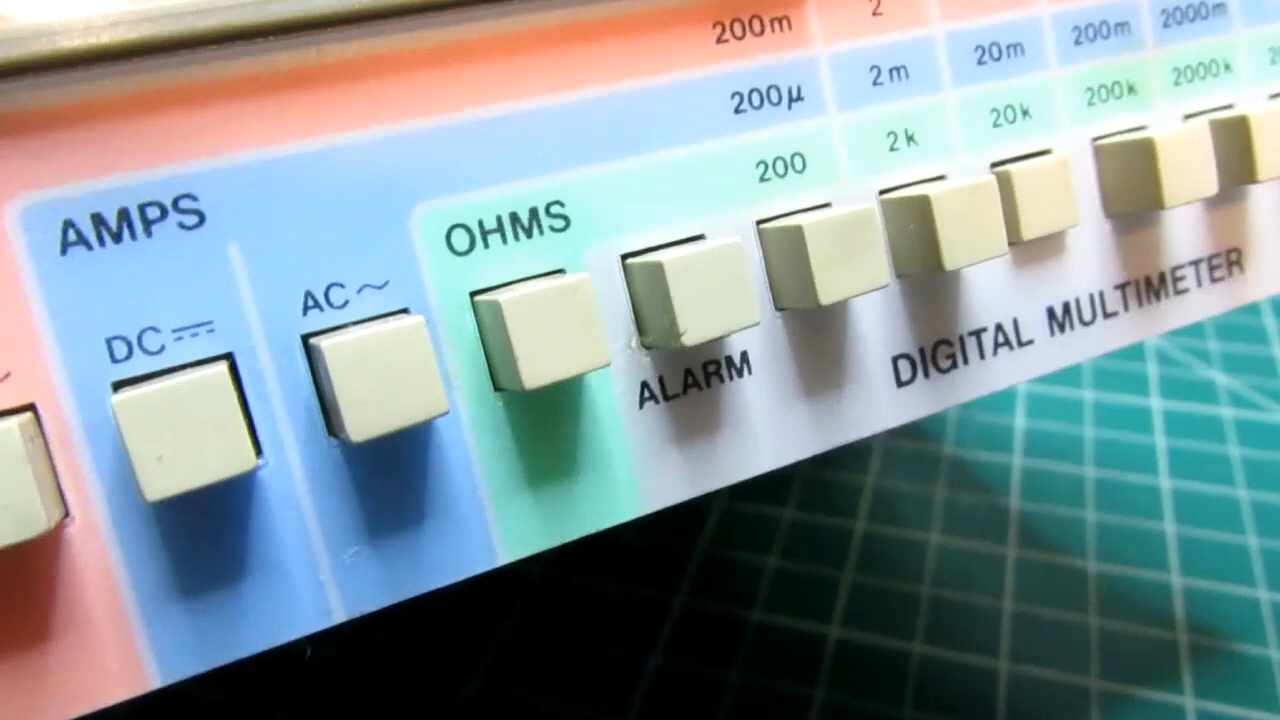 200m 2
200µ 2m 20m 200m 2000m
200 2k 20k 200k 2000k
AMPS
OHMS
DC⎓ AC～
ALARM
DIGITAL MULTIMETER